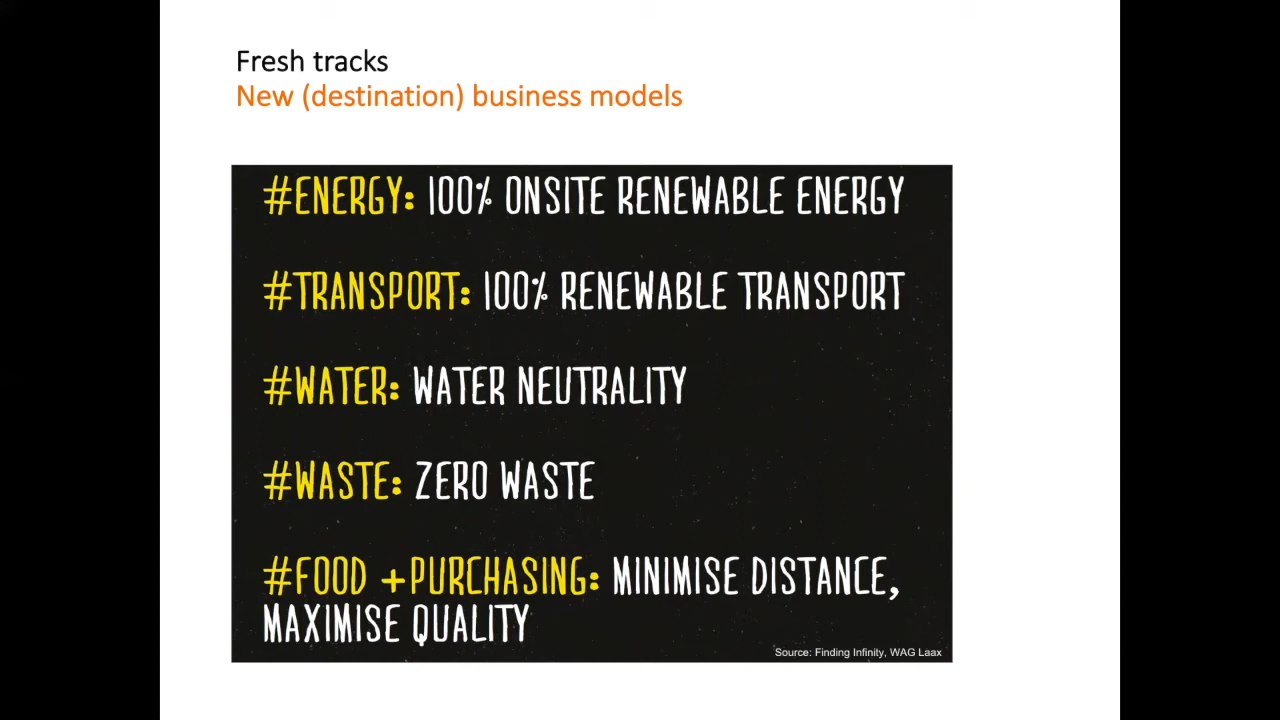 Fresh tracks
New (destination) business models
#ENERGY: 100% ONSITE RENEWABLE ENERGY
#TRANSPORT: 100% RENEWABLE TRANSPORT
#WATER: WATER NEUTRALITY
#WASTE: ZERO WASTE
#FOOD +PURCHASING: MINIMISE DISTANCE,
MAXIMISE QUALITY
Source: Finding Infinity, WAG Laax